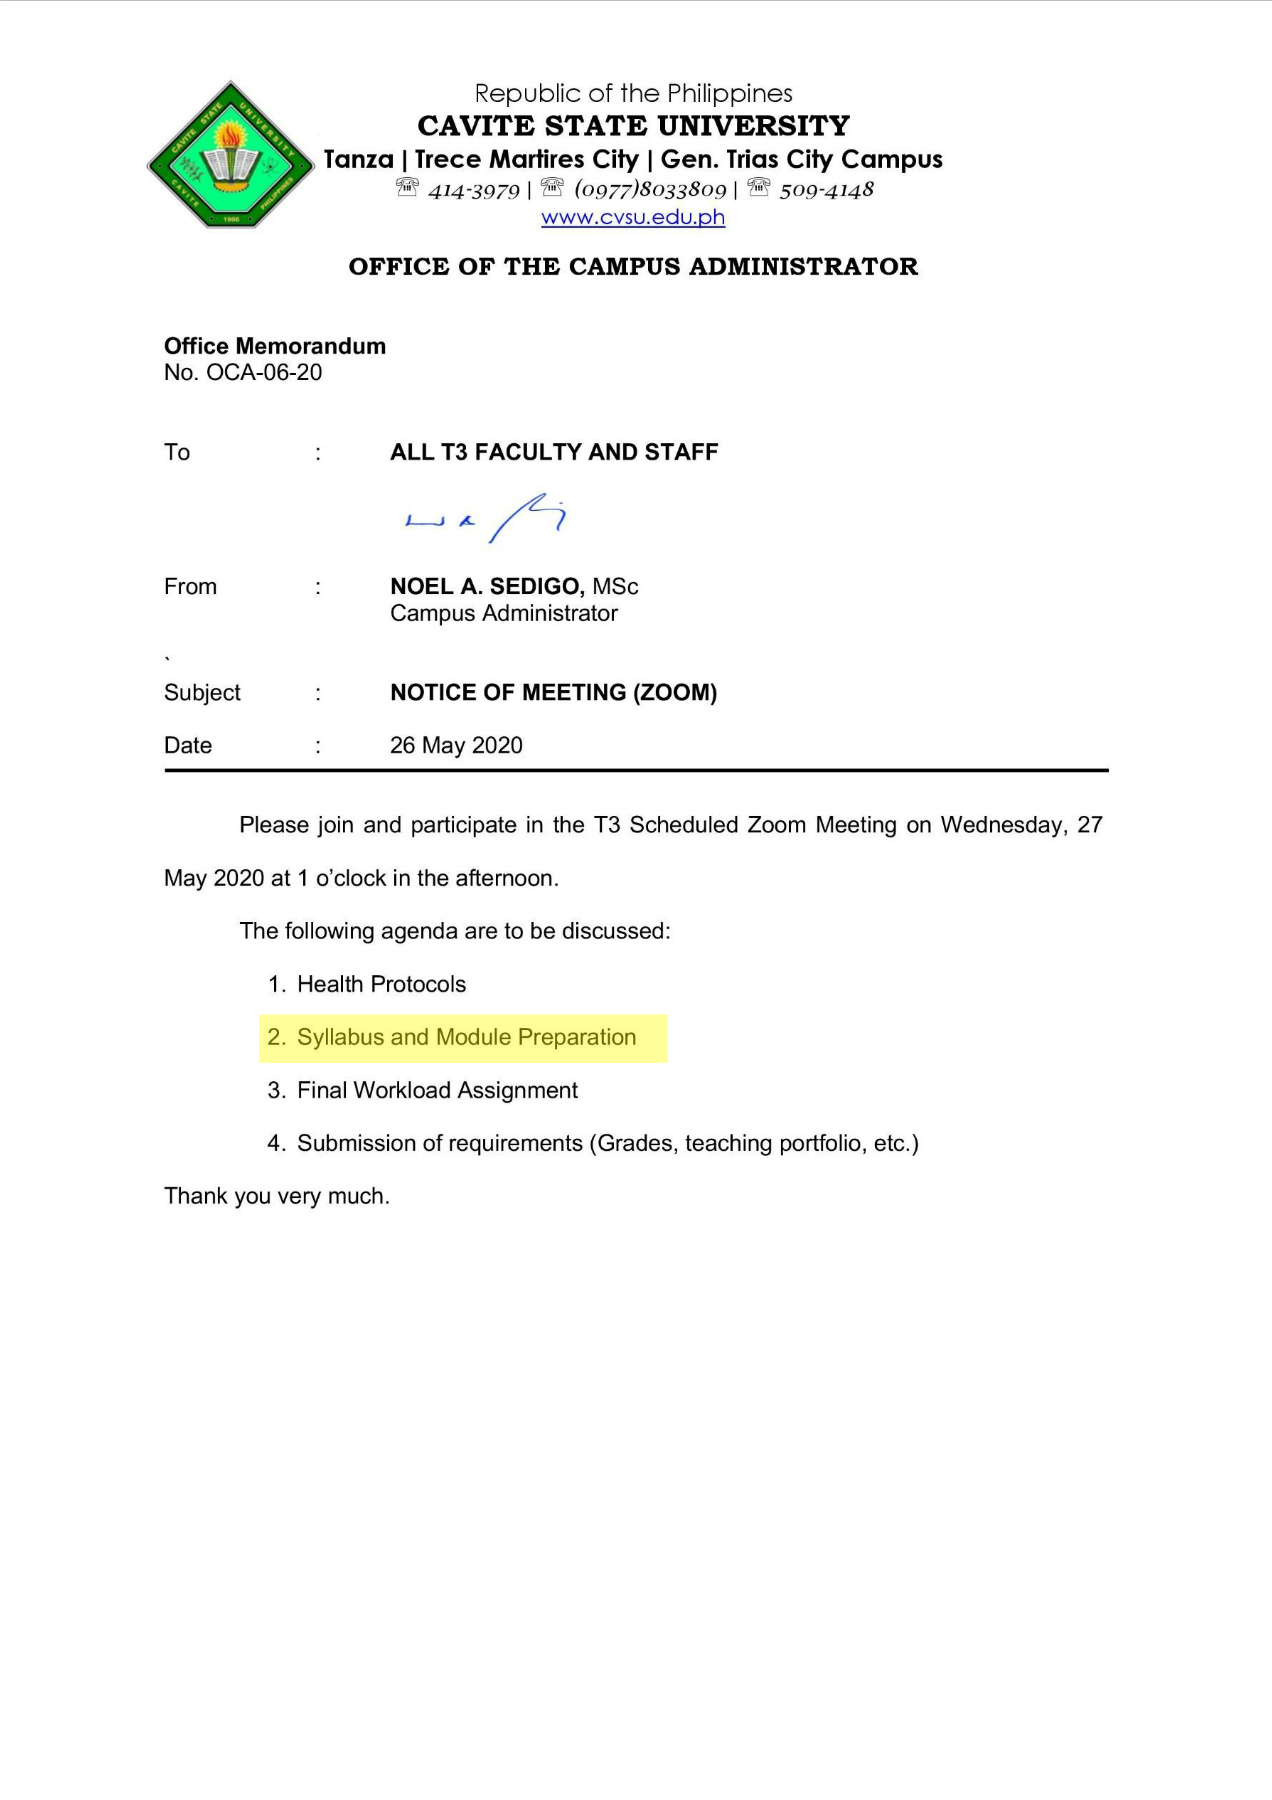 Republic of the Philippines
CAVITE STATE UNIVERSITY
Tanza | Trece Martires City | Gen. Trias City Campus
☏ 414-3979 | ☏ (0977)8033809 | ☏ 509-4148
www.cvsu.edu.ph
CAVITE STATE UNIVERSITY
CAVITE PHILIPPINES
1906
OFFICE OF THE CAMPUS ADMINISTRATOR
Office Memorandum
No. OCA-06-20
To : ALL T3 FACULTY AND STAFF
From : NOEL A. SEDIGO, MSc
Campus Administrator
`
Subject : NOTICE OF MEETING (ZOOM)
Date : 26 May 2020
Please join and participate in the T3 Scheduled Zoom Meeting on Wednesday, 27
May 2020 at 1 o’clock in the afternoon.
The following agenda are to be discussed:
1. Health Protocols
2. Syllabus and Module Preparation
3. Final Workload Assignment
4. Submission of requirements (Grades, teaching portfolio, etc.)
Thank you very much.